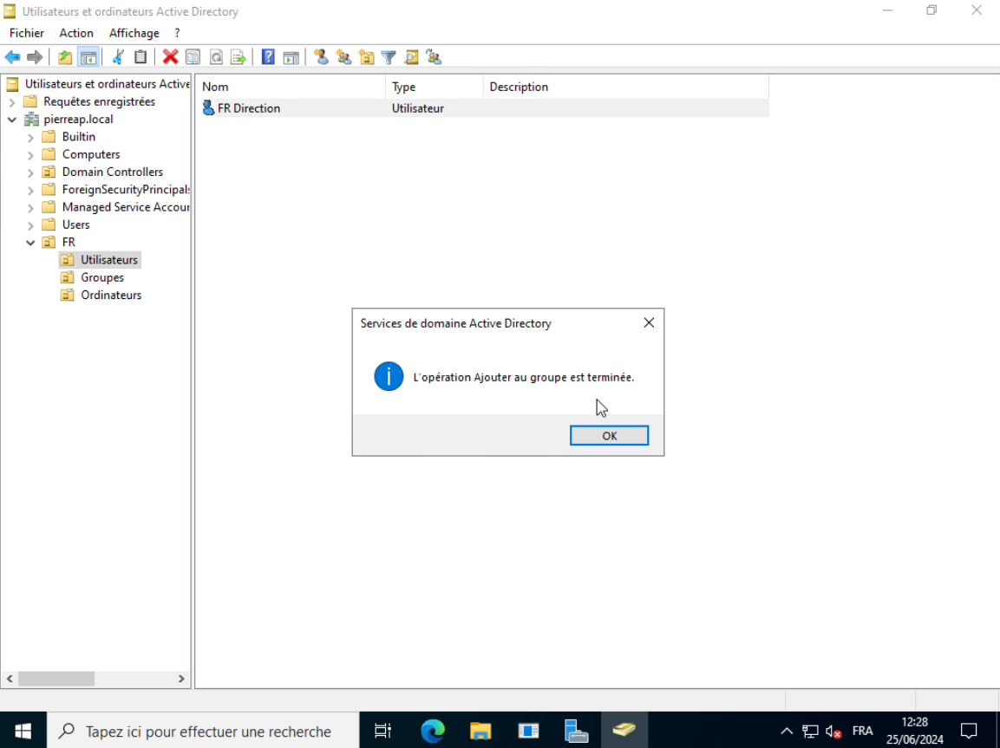 Utilisateurs et ordinateurs Active Directory
Fichier Action Affichage ?
Utilisateurs et ordinateurs Active
Requêtes enregistrées
pierreap.local
Builtin
Computers
Domain Controllers
ForeignSecurityPrincipals
Managed Service Accour
Users
FR
Utilisateurs
Groupes
Ordinateurs
Nom Type Description
FR Direction Utilisateur
Services de domaine Active Directory
L'opération Ajouter au groupe est terminée.
OK
Tapez ici pour effectuer une recherche
FRA
12:28
25/06/2024